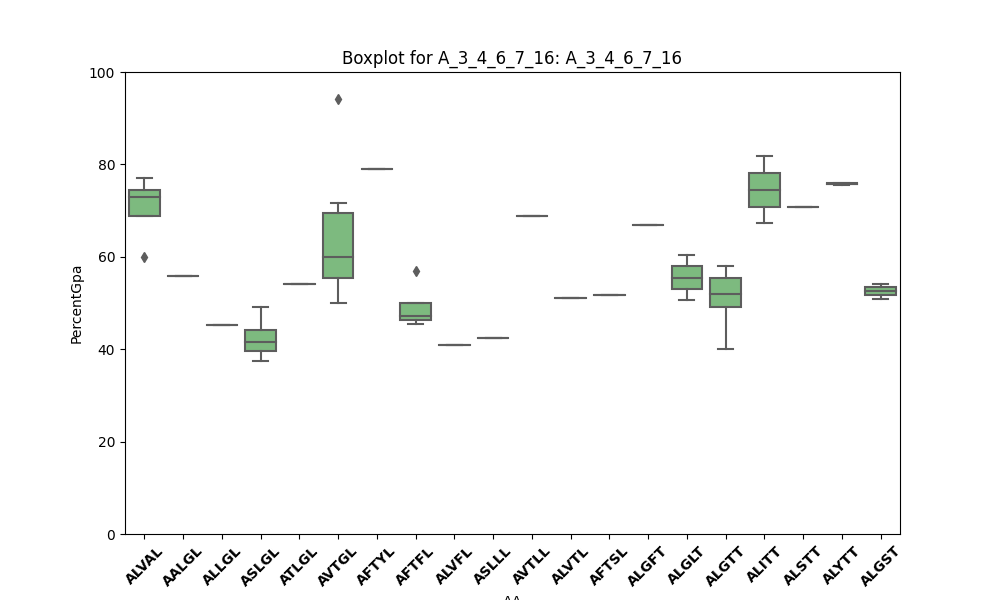 Boxplot for A_3_4_6_7_16: A_3_4_6_7_16
100
80
60
40
20
0
PercentGpa
ALVAL AALGL ALLGL ASLGL ATLGL AVTGL AFTYL AFTFL ALVFL ASLLL AVTLL ALVTL AFTSL ALGFT ALGLT ALGTT ALITT ALSTT ALYTT ALGST
AA